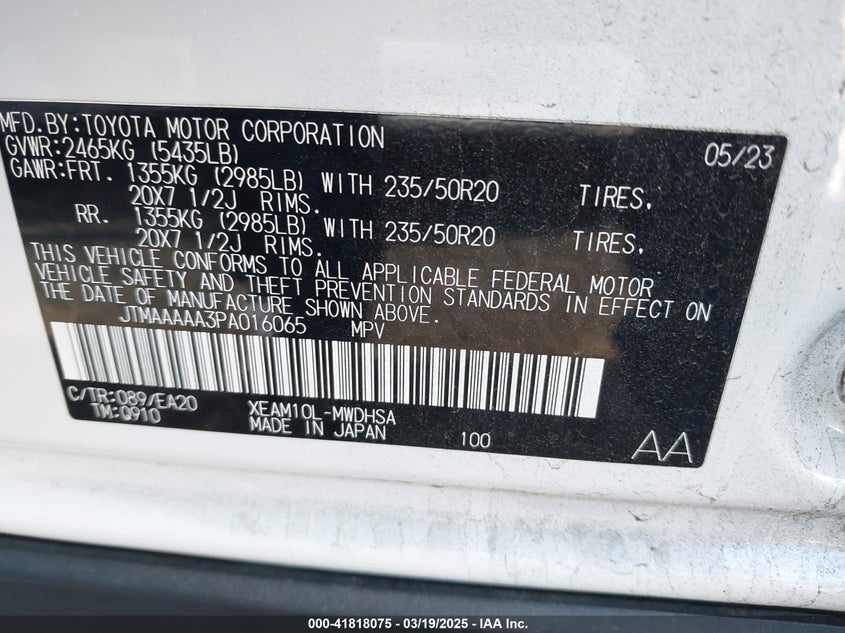 MFD.BY:TOYOTA MOTOR CORPORATION 05/23
GVWR:2465KG (5435LB)
GAWR:FRT. 1355KG (2985LB) WITH 235/50R20 TIRES,
20X7 1/2J RIMS.
RR. 1355KG (2985LB) WITH 235/50R20 TIRES,
20X7 1/2J RIMS.
THIS VEHICLE CONFORMS TO ALL APPLICABLE FEDERAL MOTOR
VEHICLE SAFETY AND THEFT PREVENTION STANDARDS IN EFFECT ON
THE DATE OF MANUFACTURE SHOWN ABOVE.
JTMAAAAA3PA016065 MPV
C/TR:089/EA20 XEAM10L-MWDHSA
TM:0910 MADE IN JAPAN 100 AA
000-41818075 - 03/19/2025 - IAA Inc.